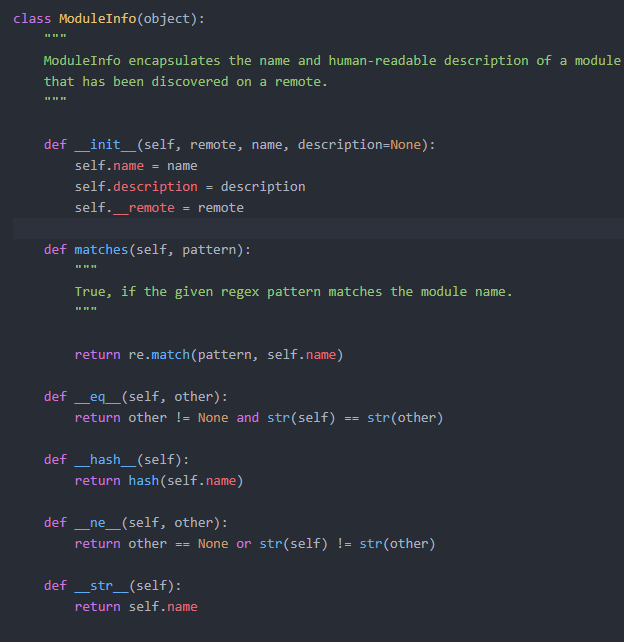 class ModuleInfo(object):
    """
    ModuleInfo encapsulates the name and human-readable description of a module
    that has been discovered on a remote.
    """

    def __init__(self, remote, name, description=None):
        self.name = name
        self.description = description
        self.__remote = remote

    def matches(self, pattern):
        """
        True, if the given regex pattern matches the module name.
        """

        return re.match(pattern, self.name)

    def __eq__(self, other):
        return other != None and str(self) == str(other)

    def __hash__(self):
        return hash(self.name)

    def __ne__(self, other):
        return other == None or str(self) != str(other)

    def __str__(self):
        return self.name